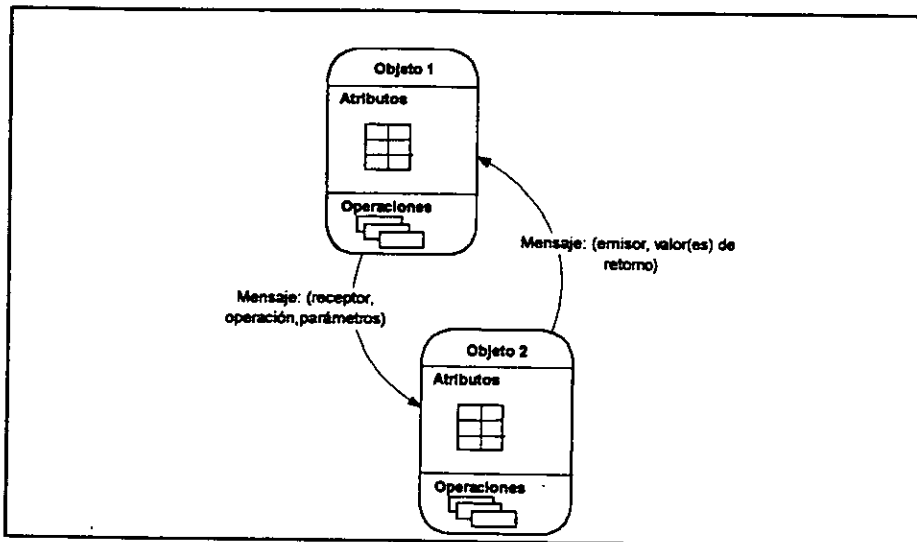 Objeto 1
Atributos
Operaciones
Mensaje: (emisor, valor(es) de
retorno)
Mensaje: (receptor,
operación,parámetros)
Objeto 2
Atributos
Operaciones